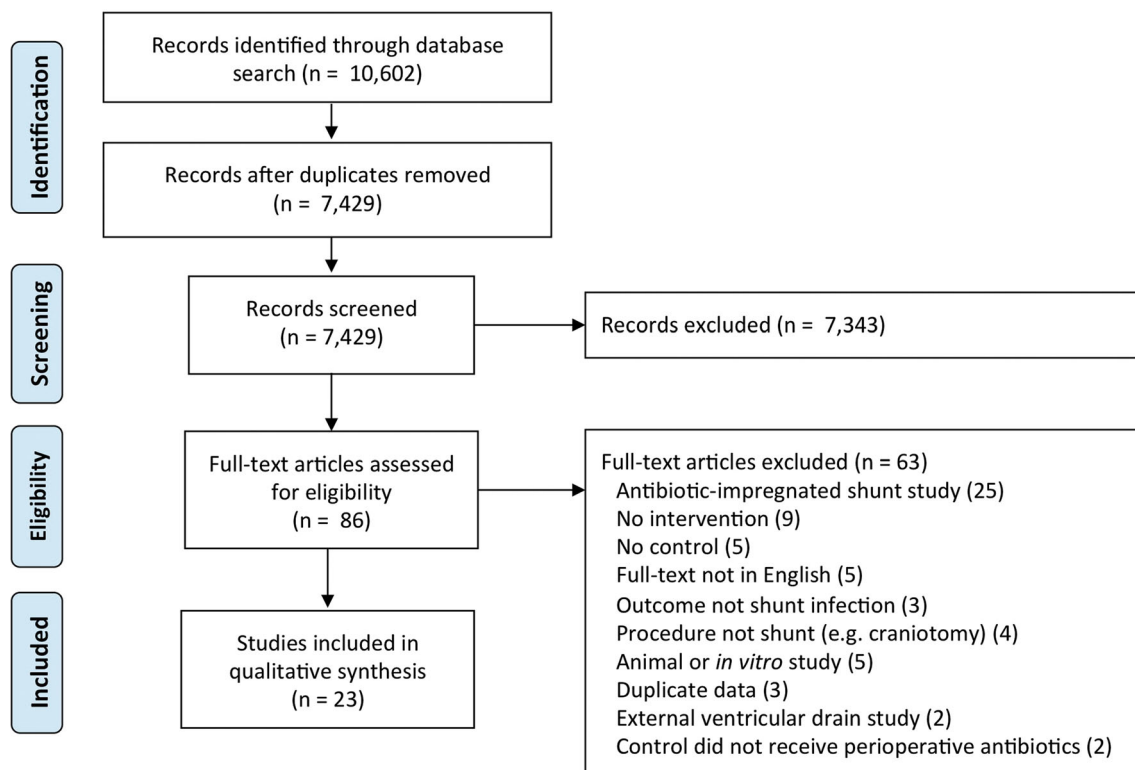 Identification
Records identified through database
search (n = 10,602)
Records after duplicates removed
(n = 7,429)
Screening
Records screened
(n = 7,429)
Records excluded (n = 7,343)
Eligibility
Full-text articles assessed
for eligibility
(n = 86)
Full-text articles excluded (n = 63)
Antibiotic-impregnated shunt study (25)
No intervention (9)
No control (5)
Full-text not in English (5)
Outcome not shunt infection (3)
Procedure not shunt (e.g. craniotomy) (4)
Animal or in vitro study (5)
Duplicate data (3)
External ventricular drain study (2)
Control did not receive perioperative antibiotics (2)
Included
Studies included in
qualitative synthesis
(n = 23)